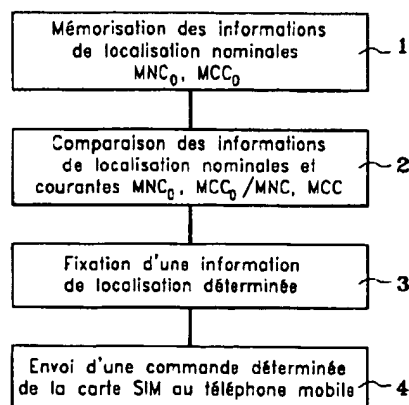 Mémorisation des informations
de localisation nominales
MNC₀, MCC₀
1
Comparaison des informations
de localisation nominales et
courantes MNC₀, MCC₀/MNC, MCC
2
Fixation d'une information
de localisation déterminée
3
Envoi d'une commande déterminée
de la carte SIM au téléphone mobile
4